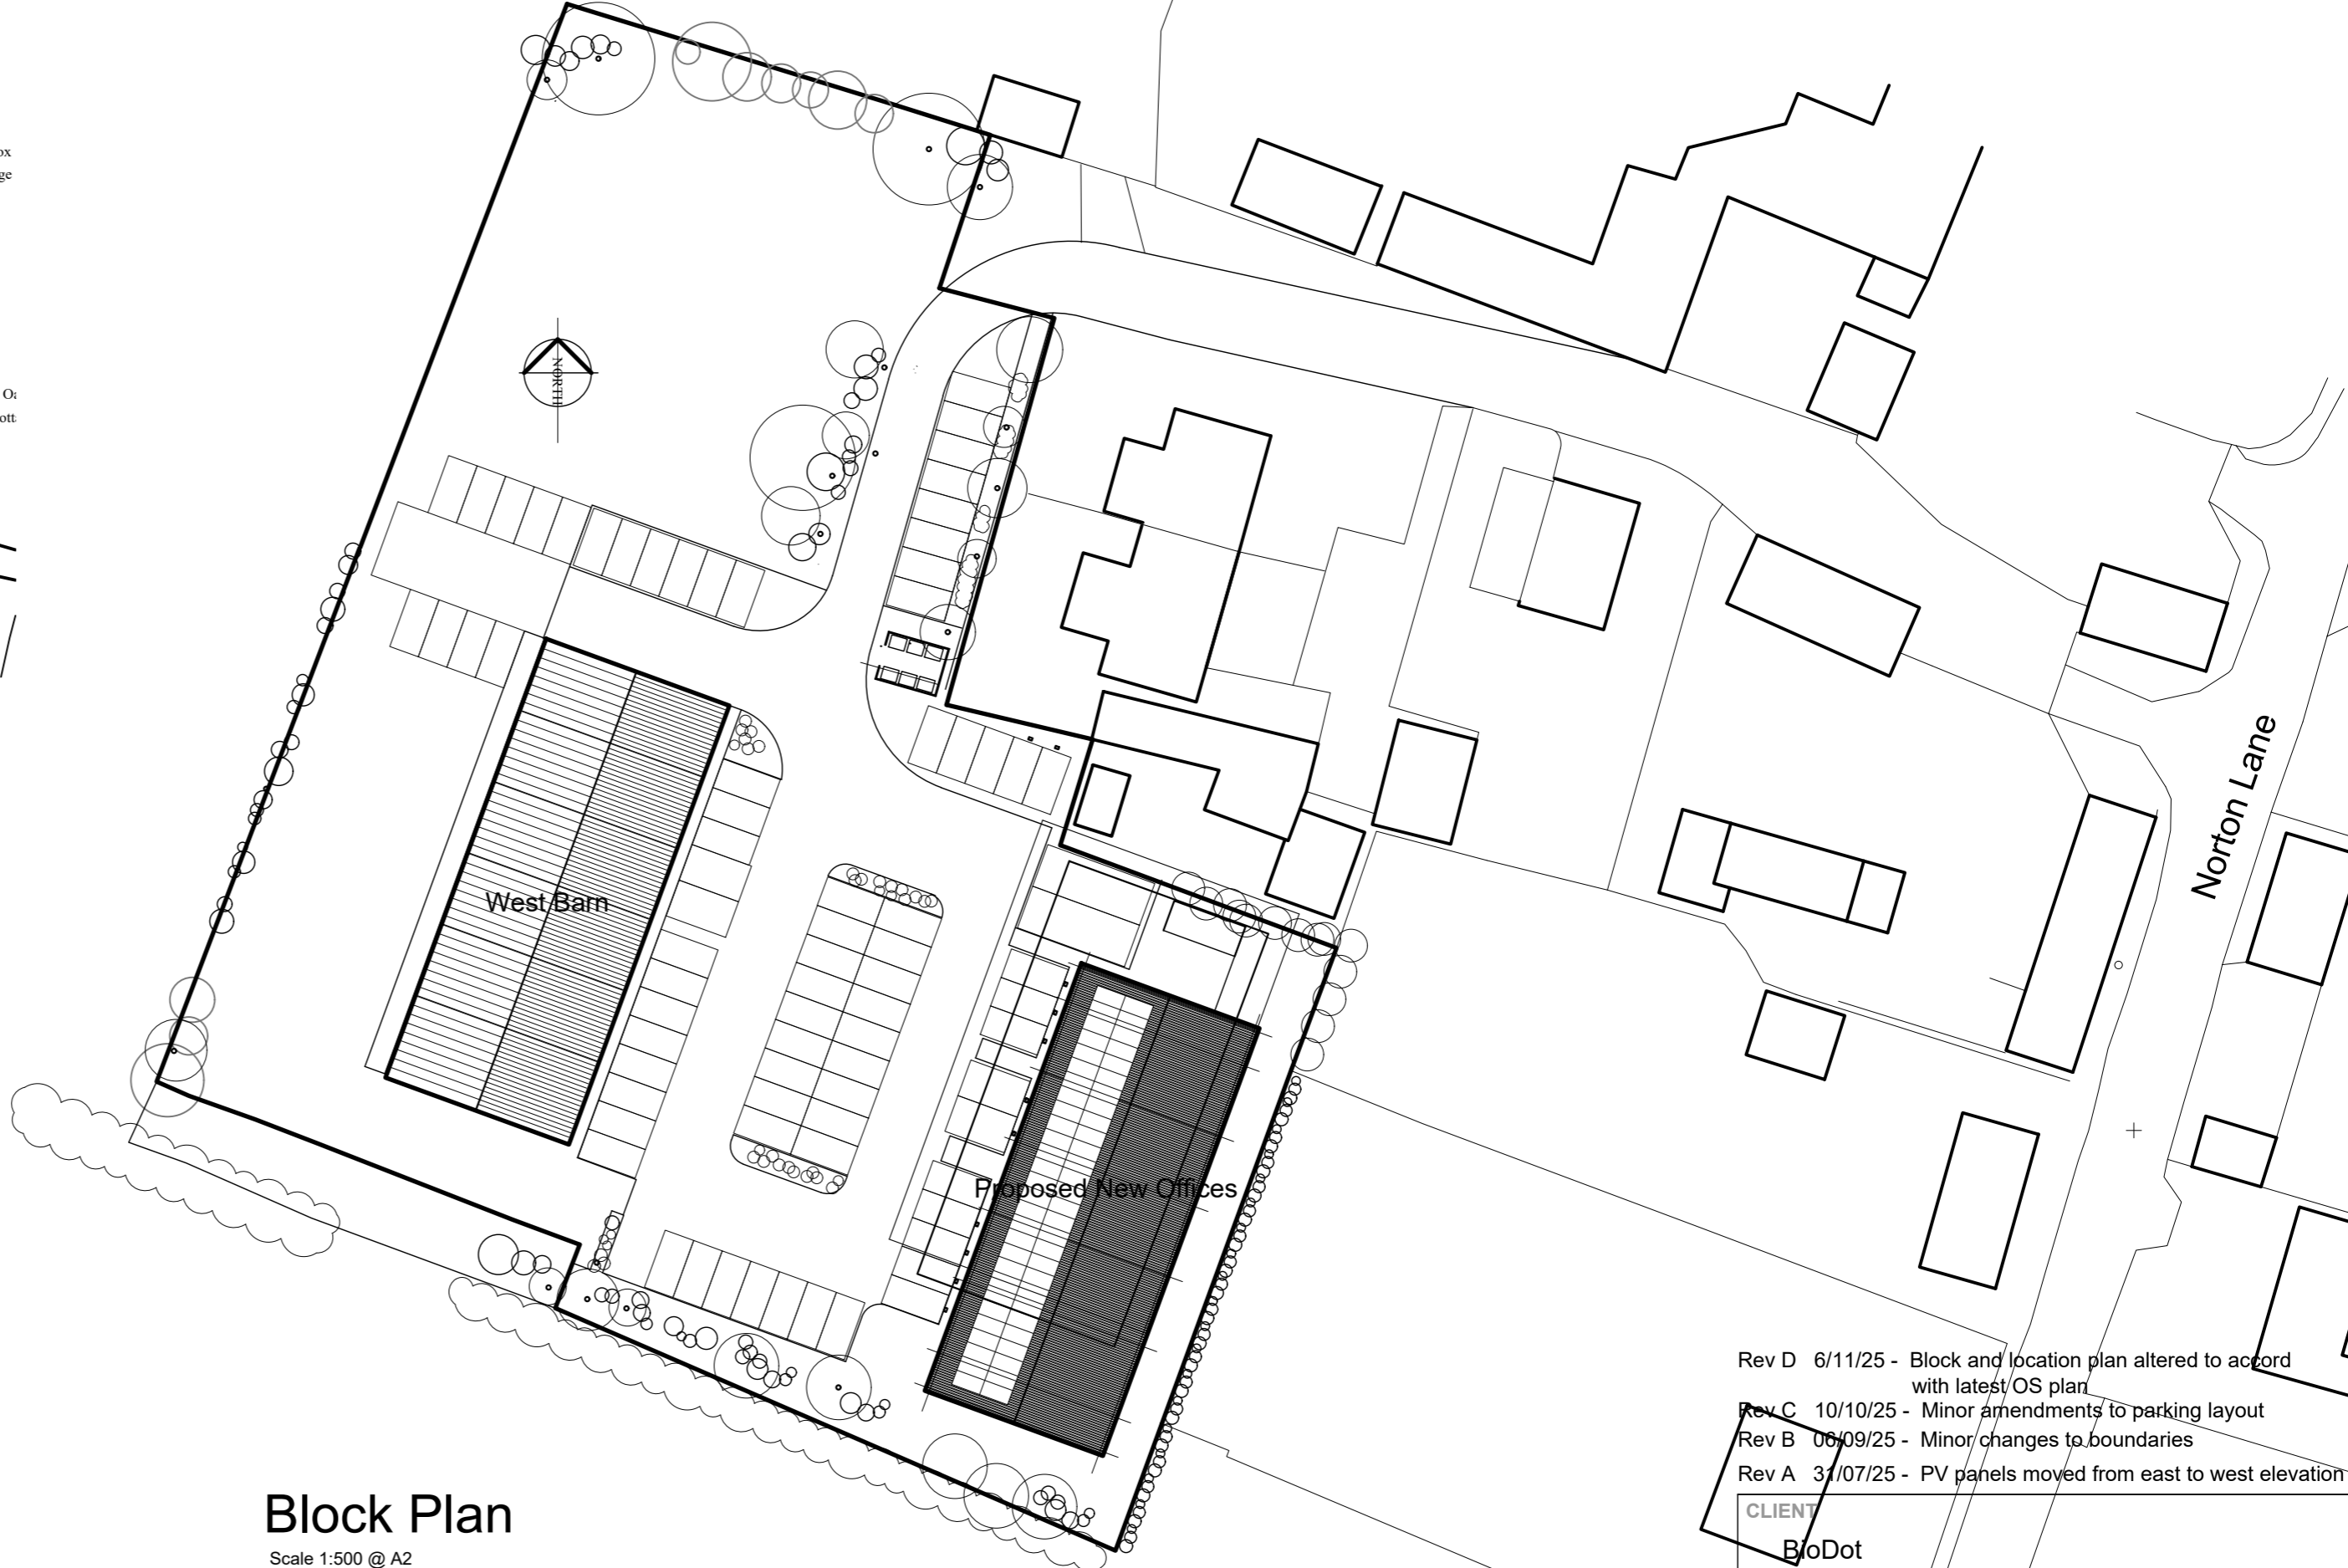 NORTH
West Barn
Proposed New Offices
Norton Lane
Block Plan
Scale 1:500 @ A2
Rev D 6/11/25 - Block and location plan altered to accord
with latest OS plan
Rev C 10/10/25 - Minor amendments to parking layout
Rev B 06/09/25 - Minor changes to boundaries
Rev A 31/07/25 - PV panels moved from east to west elevation
CLIENT
BioDot